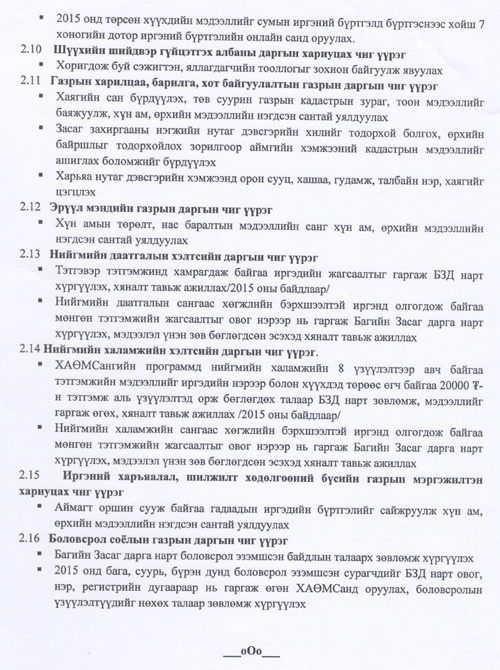 ▪ 2015 онд төрсөн хүүхдийн мэдээллийг сумын иргэний бүртгэлд бүртгэснээс хойш 7
хоногийн дотор иргэний бүртгэлийн онлайн санд оруулах.
2.10 Шүүхийн шийдвэр гүйцэтгэх албаны даргын хариуцах чиг үүрэг
▪ Хоригдож буй сэжигтэн, яллагдагчийн тооллогыг зохион байгуулж явуулах
2.11 Газрын харилцаа, барилга, хот байгуулалтын газрын даргын чиг үүрэг
▪ Хаягийн сан бүрдүүлэх, төв суурин газрын кадастрын зураг, тоон мэдээллийг
баяжуулж, хүн ам, өрхийн мэдээллийн нэгдсэн сантай уялдуулах
▪ Засаг захиргааны нэгжийн нутаг дэвсгэрийн хилийг тодорхой болгох, өрхийн
байршлыг тодорхойлох зорилгоор аймгийн хэмжээний кадастрын мэдээллийг
ашиглах боломжийг бүрдүүлэх
▪ Харьяа нутаг дэвсгэрийн хэмжээнд орон сууц, хашаа, гудамж, талбайн нэр, хаягийг
цэгцлэх
2.12 Эрүүл мэндийн газрын даргын чиг үүрэг
▪ Хүн амын төрөлт, нас баралтын мэдээллийн санг хүн ам, өрхийн мэдээллийн
нэгдсэн сантай уялдуулах
2.13 Нийгмийн даатгалын хэлтсийн даргын чиг үүрэг
▪ Тэтгэвэр тэтгэмжинд хамрагдаж байгаа иргэдийн жагсаалтыг гаргаж БЗД нарт
хүргүүлэх, хяналт тавьж ажиллах/2015 оны байдлаар/
▪ Нийгмийн даатгалын сангаас хөгжлийн бэрхшээлтэй иргэнд олгогдож байгаа
мөнгөн тэтгэмжийн жагсаалтыг овог нэрээр нь гаргаж Багийн Засаг дарга нарт
хүргүүлж, мэдээлэл үнэн зөв бөглөгдсөн эсэхэд хяналт тавьж ажиллах
2.14 Нийгмийн халамжийн хэлтсийн даргын чиг үүрэг.
▪ ХАӨМСангийн программд нийгмийн халамжийн 8 үзүүлэлтээр авч байгаа
тэтгэмжийн мэдээллийг иргэдийн нэрээр болон хүүхдэд төрөөс өгч байгаа 20000 ₮-
н тэтгэмж аль үзүүлэлтэд орж бөглөгдөх талаар БЗД нарт зөвлөмж, мэдээллийг
гаргаж өгөх, хяналт тавьж ажиллах /2015 оны байдлаар/
▪ Нийгмийн халамжийн сангаас хөгжлийн бэрхшээлтэй иргэнд олгогдож байгаа
мөнгөн тэтгэмжийн жагсаалтыг овог нэрээр нь гаргаж Багийн Засаг дарга нарт
хүргүүлж, мэдээлэл үнэн зөв бөглөгдсөн эсэхэд хяналт тавьж ажиллах
2.15 Иргэний харъяалал, шилжилт хөдөлгөөний бүсийн газрын мэргэжилтэн
хариуцах чиг үүрэг
▪ Аймагт оршин сууж байгаа гадаадын иргэдийн бүртгэлийг сайжруулж хүн ам,
өрхийн мэдээллийн нэгдсэн сантай уялдуулах
2.16 Боловсрол соёлын газрын даргын чиг үүрэг
▪ Багийн Засаг дарга нарт боловсрол эзэмшсэн байдлын талаарх зөвлөмж хүргүүлэх
▪ 2015 онд бага, суурь, бүрэн дунд боловсрол эзэмшсэн сурагчдийг БЗД нарт овог,
нэр, регистрийн дугаараар нь гаргаж өгөн ХАӨМСанд оруулах, боловсролын
үзүүлэлтүүдийг нөхөх талаар зөвлөмж хүргүүлэх
___oOo___